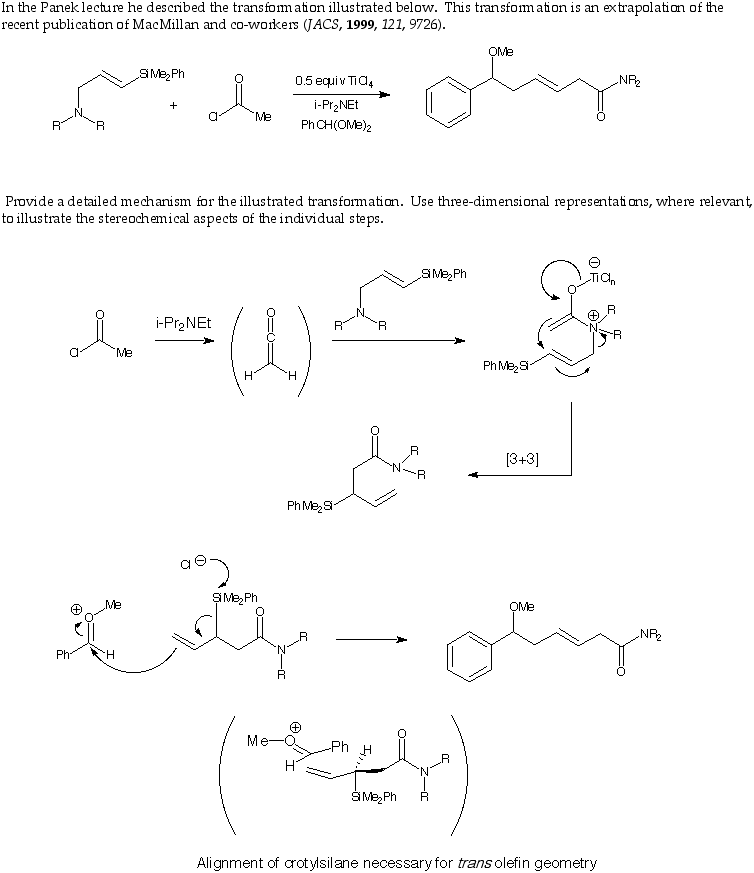 In the Panek lecture he described the transformation illustrated below. This transformation is an extrapolation of the
recent publication of MacMillan and co-workers (JACS, 1999, 121, 9726).
SiMe2Ph
N
R
R
+
O
Cl
Me
0.5 equiv TiCl4
i-Pr2NEt
PhCH(OMe)2
OMe
NR2
O
Provide a detailed mechanism for the illustrated transformation. Use three-dimensional representations, where relevant,
to illustrate the stereochemical aspects of the individual steps.
O
Cl
Me
i-Pr2NEt
O
C
H
H
SiMe2Ph
N
R
R
⊖
TiCln
O
⊕
N
R
R
PhMe2Si
[3+3]
O
R
N
R
PhMe2Si
Cl ⊖
⊕
O
Me
Ph
H
SiMe2Ph
O
N
R
R
OMe
NR2
O
⊕
Me
O
Ph
H
H
O
N
R
R
SiMe2Ph
Alignment of crotylsilane necessary for trans olefin geometry